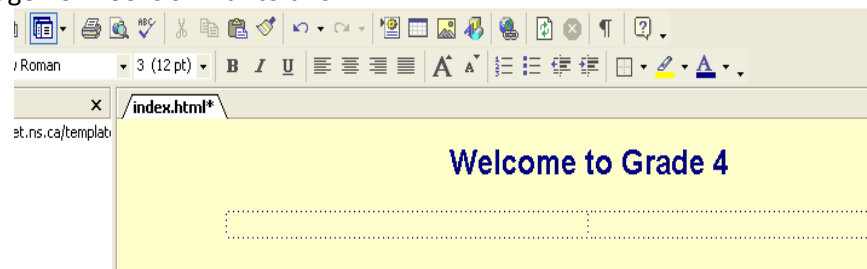 Roman
3 (12 pt)
B I U
A A
A
x
index.html*
et.ns.ca/templat
Welcome to Grade 4